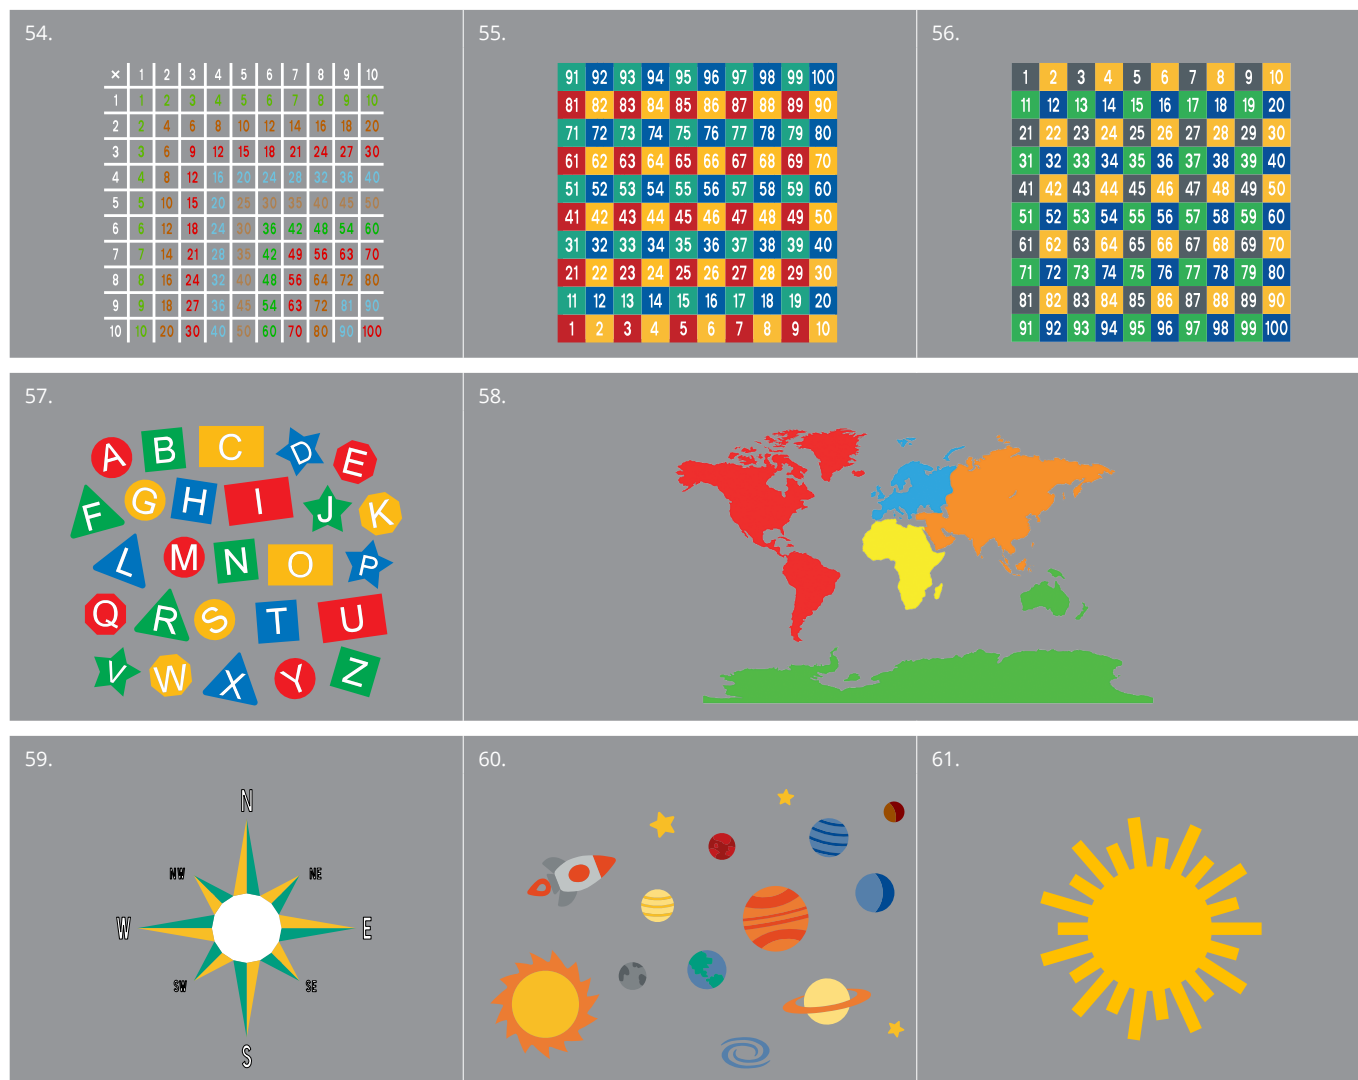 54.
× 1 2 3 4 5 6 7 8 9 10
1 1 2 3 4 5 6 7 8 9 10
2 2 4 6 8 10 12 14 16 18 20
3 3 6 9 12 15 18 21 24 27 30
4 4 8 12 16 20 24 28 32 36 40
5 5 10 15 20 25 30 35 40 45 50
6 6 12 18 24 30 36 42 48 54 60
7 7 14 21 28 35 42 49 56 63 70
8 8 16 24 32 40 48 56 64 72 80
9 9 18 27 36 45 54 63 72 81 90
10 10 20 30 40 50 60 70 80 90 100
55.
91 92 93 94 95 96 97 98 99 100
81 82 83 84 85 86 87 88 89 90
71 72 73 74 75 76 77 78 79 80
61 62 63 64 65 66 67 68 69 70
51 52 53 54 55 56 57 58 59 60
41 42 43 44 45 46 47 48 49 50
31 32 33 34 35 36 37 38 39 40
21 22 23 24 25 26 27 28 29 30
11 12 13 14 15 16 17 18 19 20
1 2 3 4 5 6 7 8 9 10
56.
1 2 3 4 5 6 7 8 9 10
11 12 13 14 15 16 17 18 19 20
21 22 23 24 25 26 27 28 29 30
31 32 33 34 35 36 37 38 39 40
41 42 43 44 45 46 47 48 49 50
51 52 53 54 55 56 57 58 59 60
61 62 63 64 65 66 67 68 69 70
71 72 73 74 75 76 77 78 79 80
81 82 83 84 85 86 87 88 89 90
91 92 93 94 95 96 97 98 99 100
57.
A B C D E
F G H I J K
L M N O P
Q R S T U
V W X Y Z
58.
59.
N
NW NE
W E
SW SE
S
60.
61.